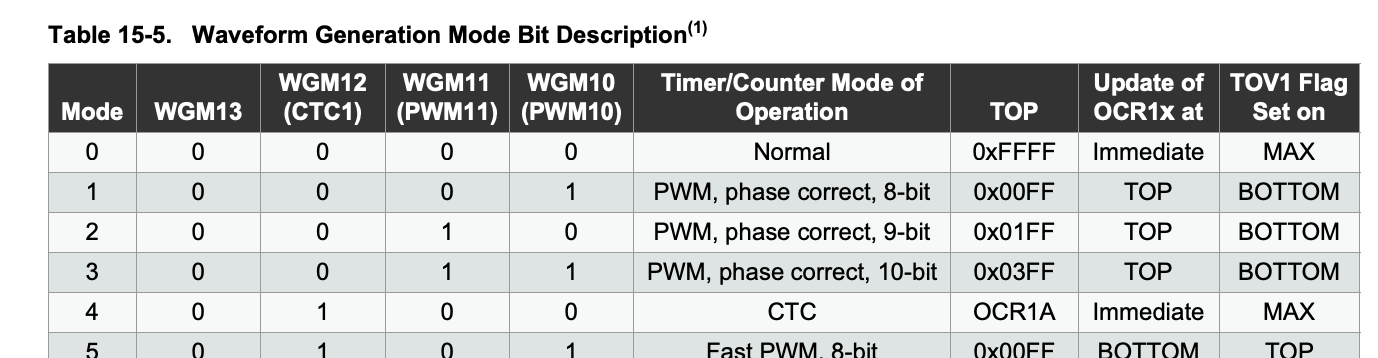 Table 15-5. Waveform Generation Mode Bit Description(1)
Mode WGM13 WGM12 (CTC1) WGM11 (PWM11) WGM10 (PWM10) Timer/Counter Mode of Operation TOP Update of OCR1x at TOV1 Flag Set on
0 0 0 0 0 Normal 0xFFFF Immediate MAX
1 0 0 0 1 PWM, phase correct, 8-bit 0x00FF TOP BOTTOM
2 0 0 1 0 PWM, phase correct, 9-bit 0x01FF TOP BOTTOM
3 0 0 1 1 PWM, phase correct, 10-bit 0x03FF TOP BOTTOM
4 0 1 0 0 CTC OCR1A Immediate MAX
5 0 1 0 1 Fast PWM, 8-bit 0x00FF BOTTOM TOP